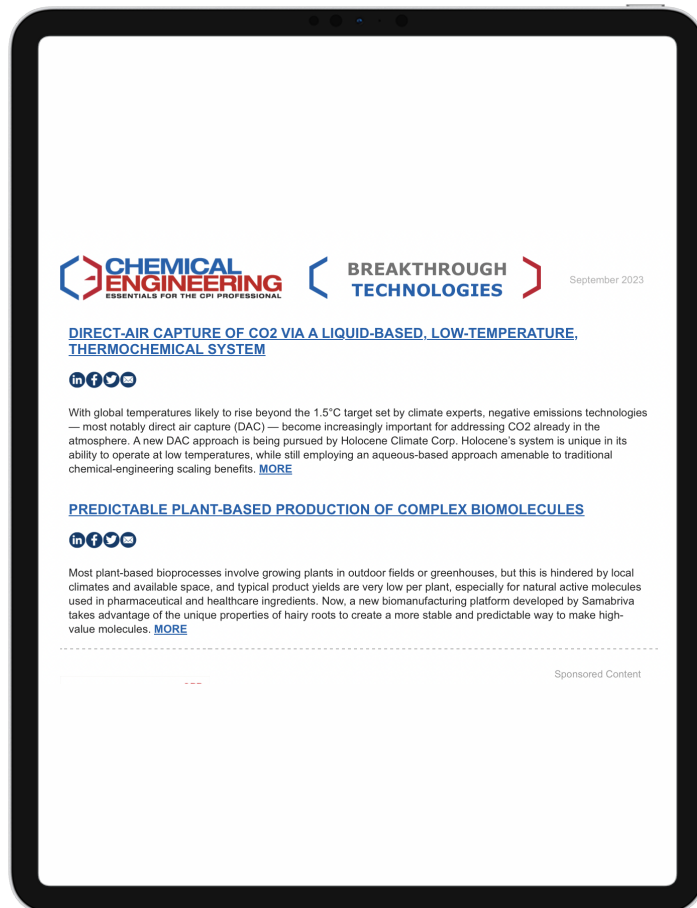 CHEMICAL
ENGINEERING
ESSENTIALS FOR THE CPI PROFESSIONAL
BREAKTHROUGH
TECHNOLOGIES
September 2023
DIRECT-AIR CAPTURE OF CO2 VIA A LIQUID-BASED, LOW-TEMPERATURE,
THERMOCHEMICAL SYSTEM
With global temperatures likely to rise beyond the 1.5°C target set by climate experts, negative emissions technologies
— most notably direct air capture (DAC) — become increasingly important for addressing CO2 already in the
atmosphere. A new DAC approach is being pursued by Holocene Climate Corp. Holocene's system is unique in its
ability to operate at low temperatures, while still employing an aqueous-based approach amenable to traditional
chemical-engineering scaling benefits. MORE
PREDICTABLE PLANT-BASED PRODUCTION OF COMPLEX BIOMOLECULES
Most plant-based bioprocesses involve growing plants in outdoor fields or greenhouses, but this is hindered by local
climates and available space, and typical product yields are very low per plant, especially for natural active molecules
used in pharmaceutical and healthcare ingredients. Now, a new biomanufacturing platform developed by Samabriva
takes advantage of the unique properties of hairy roots to create a more stable and predictable way to make high-
value molecules. MORE
Sponsored Content